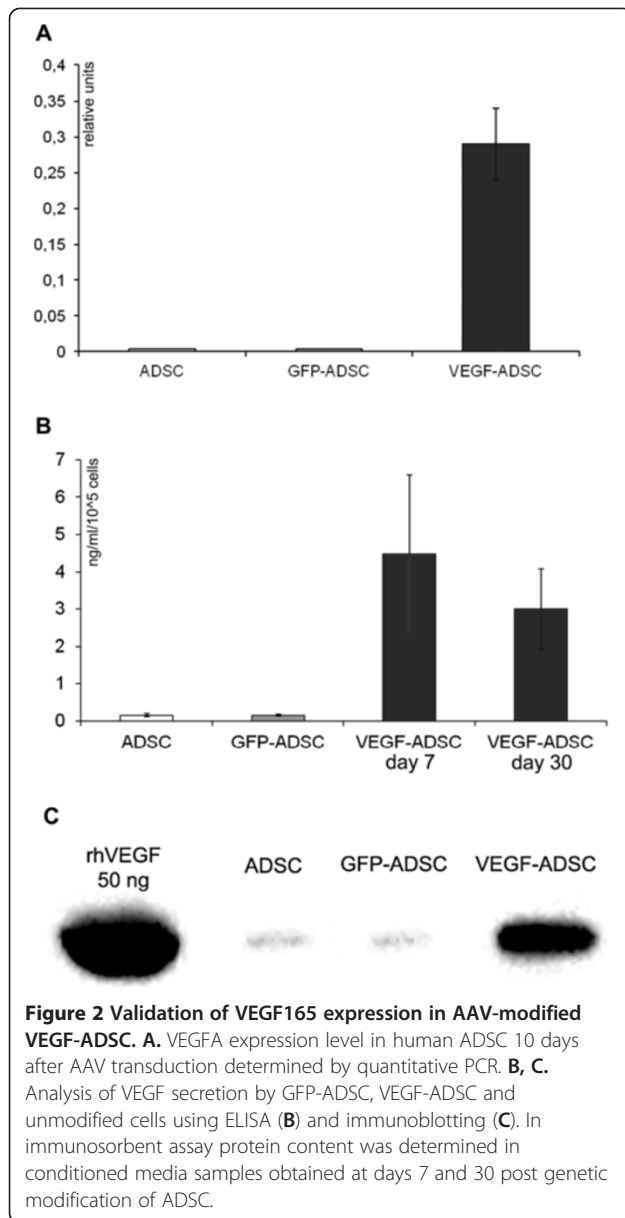 A
0,4
0,35
0,3
0,25
0,2
0,15
0,1
0,05
0
relative units
ADSC GFP-ADSC VEGF-ADSC
B
7
6
5
4
3
2
1
0
ng/ml/10^5 cells
ADSC GFP-ADSC VEGF-ADSC VEGF-ADSC
day 7 day 30
C
rhVEGF ADSC GFP-ADSC VEGF-ADSC
50 ng
Figure 2 Validation of VEGF165 expression in AAV-modified
VEGF-ADSC. A. VEGFA expression level in human ADSC 10 days
after AAV transduction determined by quantitative PCR. B, C.
Analysis of VEGF secretion by GFP-ADSC, VEGF-ADSC and
unmodified cells using ELISA (B) and immunoblotting (C). In
immunosorbent assay protein content was determined in
conditioned media samples obtained at days 7 and 30 post genetic
modification of ADSC.